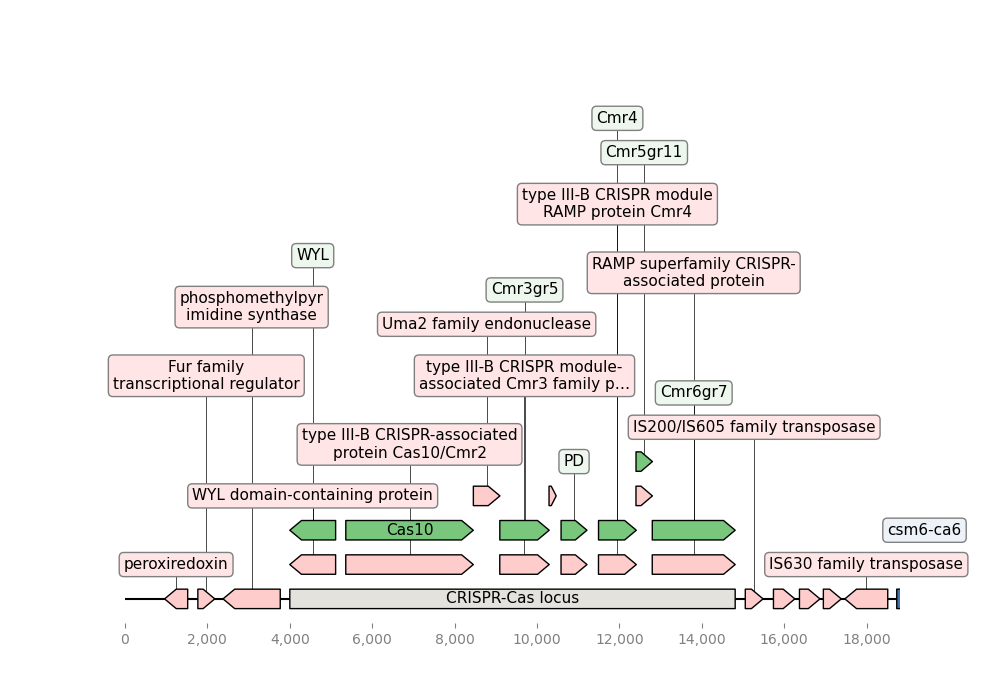 Cmr4
Cmr5gr11
type III-B CRISPR module
RAMP protein Cmr4
WYL
RAMP superfamily CRISPR-
associated protein
Cmr3gr5
phosphomethylpyr
imidine synthase
Uma2 family endonuclease
Fur family
transcriptional regulator
type III-B CRISPR module-
associated Cmr3 family p…
Cmr6gr7
IS200/IS605 family transposase
type III-B CRISPR-associated
protein Cas10/Cmr2
PD
WYL domain-containing protein
Cas10
csm6-ca6
peroxiredoxin
IS630 family transposase
CRISPR-Cas locus
0 2,000 4,000 6,000 8,000 10,000 12,000 14,000 16,000 18,000